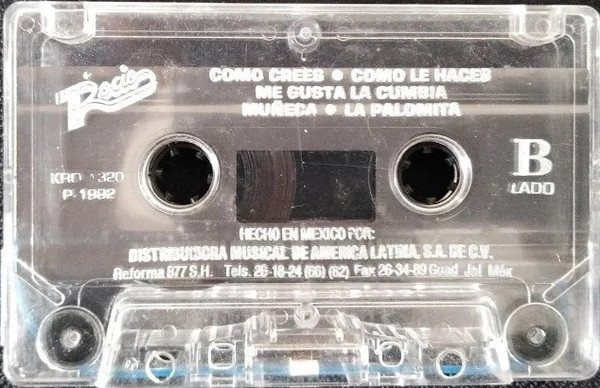 Rocio
COMO CREES • COMO LE HACES
ME GUSTA LA CUMBIA
MUÑECA • LA PALOMITA
KRO 1320
P-1992
B
LADO
HECHO EN MEXICO POR:
DISTRIBUIDORA MUSICAL DE AMERICA LATINA, S.A. DE C.V.
Reforma 877 S.H. Tels. 26-18-24 (66) (62) Fax 26-34-89 Guad. Jal. Méx